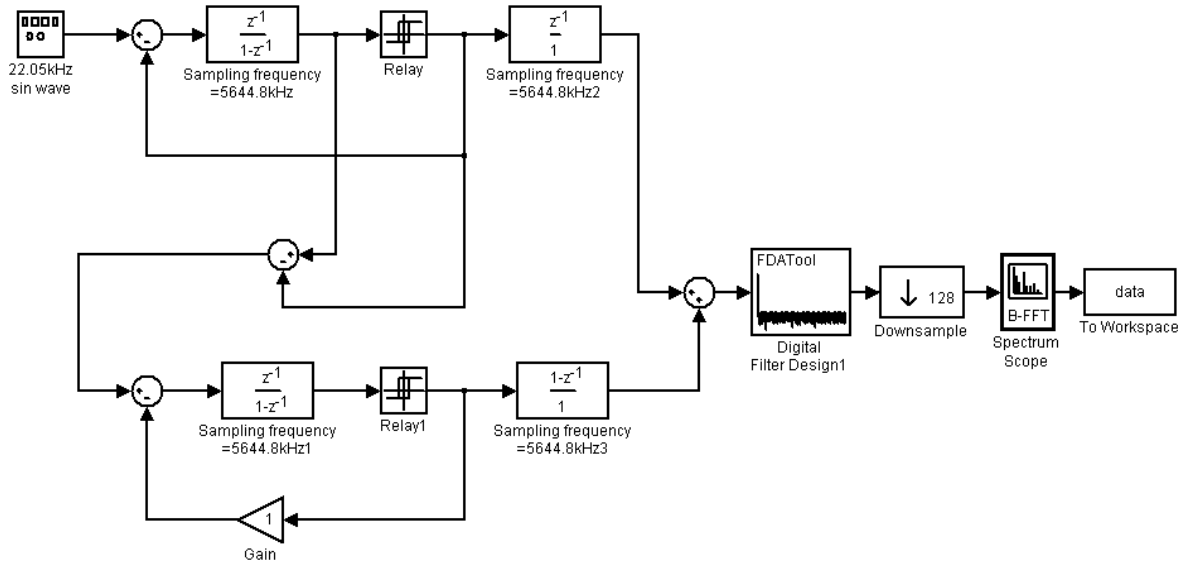 22.05kHz
sin wave
z-1
1-z-1
Sampling frequency
=5644.8kHz
Relay
z-1
1
Sampling frequency
=5644.8kHz2
FDATool
Digital
Filter Design1
128
Downsample
B-FFT
Spectrum
Scope
data
To Workspace
z-1
1-z-1
Sampling frequency
=5644.8kHz1
Relay1
1-z-1
1
Sampling frequency
=5644.8kHz3
1
Gain